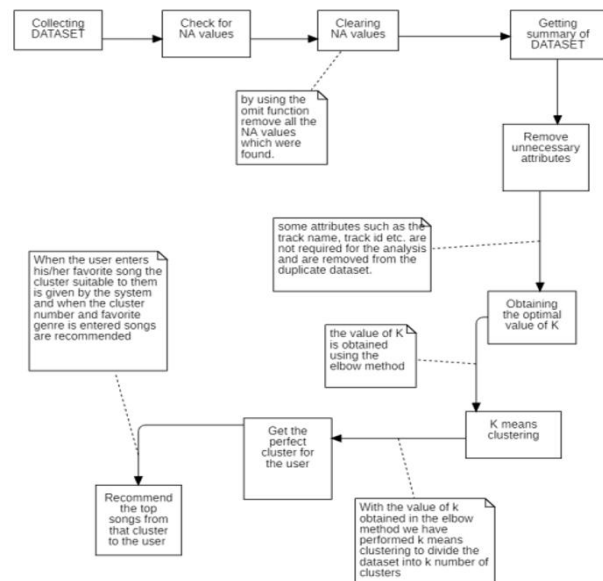 Collecting
DATASET
Check for
NA values
Clearing
NA values
Getting
summary of
DATASET
by using the
omit function
remove all the
NA values
which were
found.
Remove
unnecessary
attributes
some attributes such as the
track name, track id etc. are
not required for the analysis
and are removed from the
duplicate dataset.
When the user enters
his/her favorite song the
cluster suitable to them
is given by the system
and when the cluster
number and favorite
genre is entered songs
are recommended
Obtaining
the optimal
value of K
the value of K
is obtained
using the
elbow method
K means
clustering
Get the
perfect
cluster for
the user
Recommend
the top
songs from
that cluster
to the user
With the value of k
obtained in the elbow
method we have
performed k means
clustering to divide the
dataset into k number of
clusters